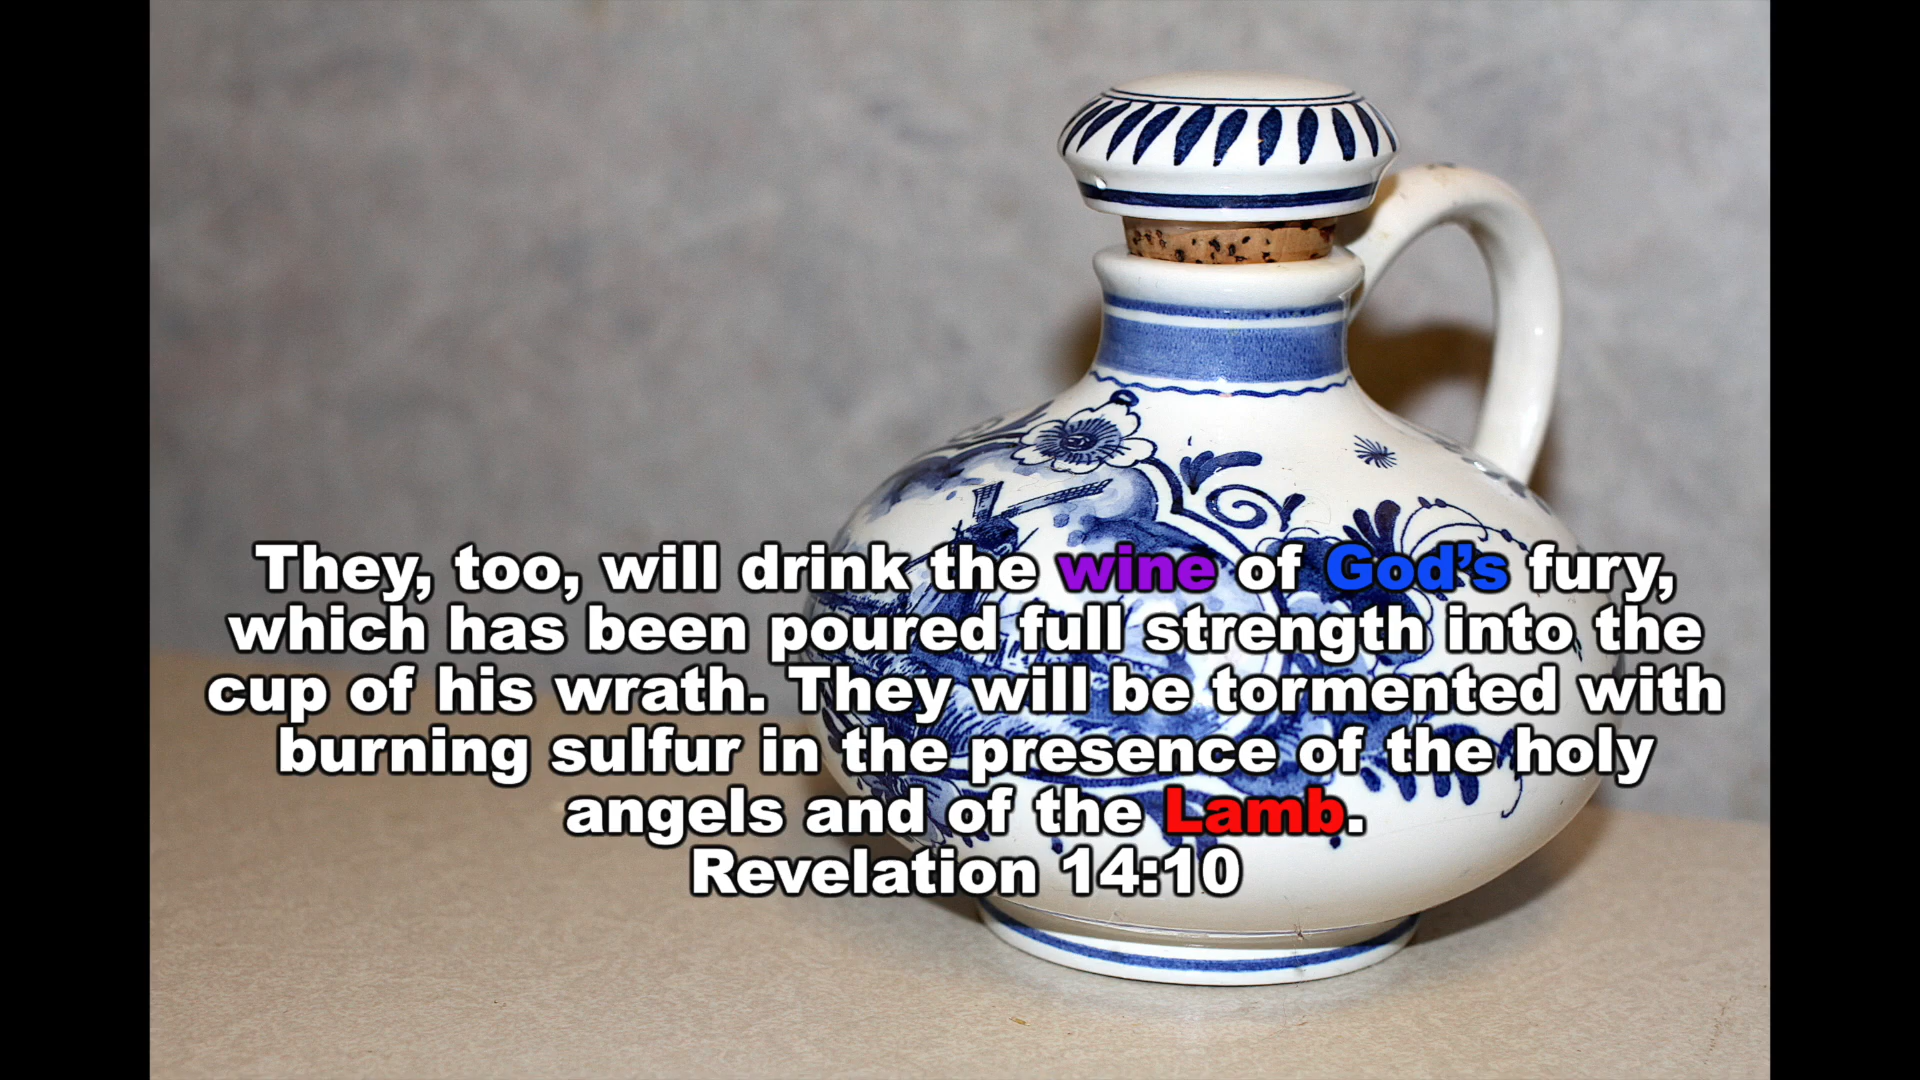 They, too, will drink the wine of God’s fury,
which has been poured full strength into the
cup of his wrath. They will be tormented with
burning sulfur in the presence of the holy
angels and of the Lamb.
Revelation 14:10